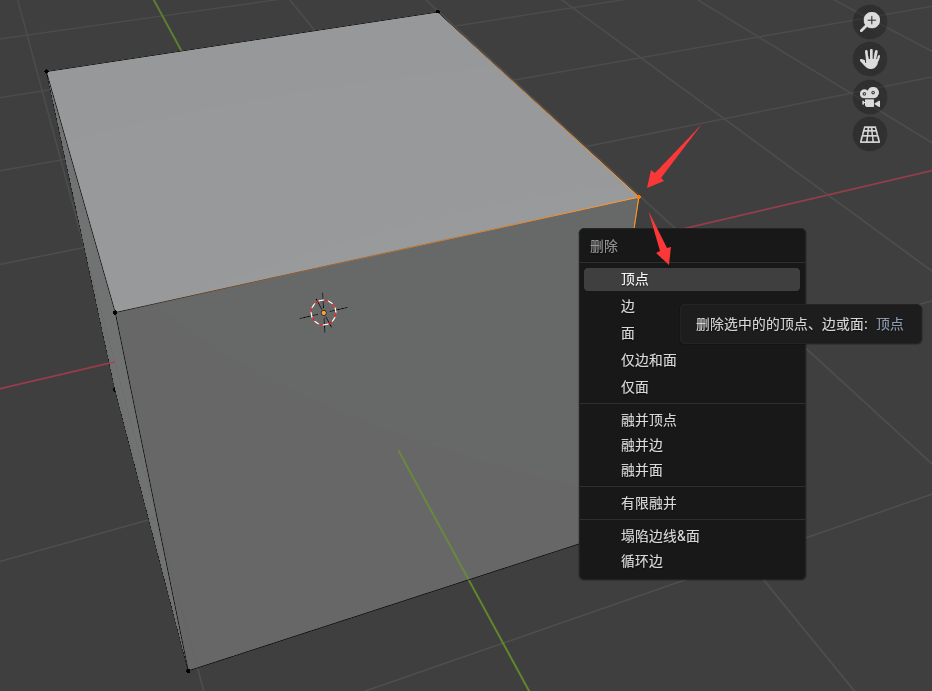 删除
顶点
边
删除选中的的顶点、边或面: 顶点
面
仅边和面
仅面
融并顶点
融并边
融并面
有限融并
塌陷边线&面
循环边